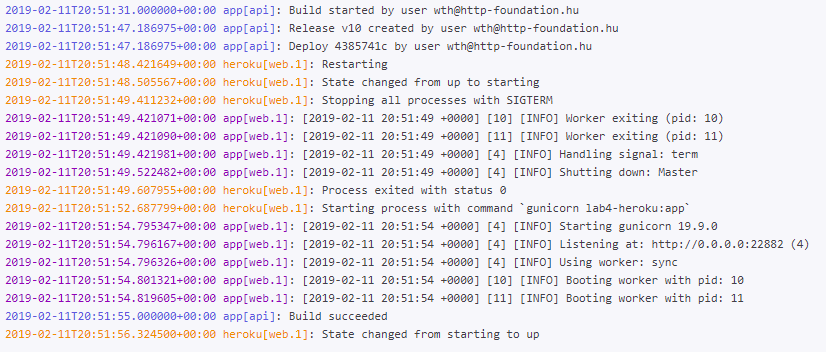 2019-02-11T20:51:31.000000+00:00 app[api]: Build started by user wth@http-foundation.hu
2019-02-11T20:51:47.186975+00:00 app[api]: Release v10 created by user wth@http-foundation.hu
2019-02-11T20:51:47.186975+00:00 app[api]: Deploy 4385741c by user wth@http-foundation.hu
2019-02-11T20:51:48.421649+00:00 heroku[web.1]: Restarting
2019-02-11T20:51:48.505567+00:00 heroku[web.1]: State changed from up to starting
2019-02-11T20:51:49.411232+00:00 heroku[web.1]: Stopping all processes with SIGTERM
2019-02-11T20:51:49.421071+00:00 app[web.1]: [2019-02-11 20:51:49 +0000] [10] [INFO] Worker exiting (pid: 10)
2019-02-11T20:51:49.421090+00:00 app[web.1]: [2019-02-11 20:51:49 +0000] [11] [INFO] Worker exiting (pid: 11)
2019-02-11T20:51:49.421981+00:00 app[web.1]: [2019-02-11 20:51:49 +0000] [4] [INFO] Handling signal: term
2019-02-11T20:51:49.522482+00:00 app[web.1]: [2019-02-11 20:51:49 +0000] [4] [INFO] Shutting down: Master
2019-02-11T20:51:49.607955+00:00 heroku[web.1]: Process exited with status 0
2019-02-11T20:51:52.687799+00:00 heroku[web.1]: Starting process with command `gunicorn lab4-heroku:app`
2019-02-11T20:51:54.795347+00:00 app[web.1]: [2019-02-11 20:51:54 +0000] [4] [INFO] Starting gunicorn 19.9.0
2019-02-11T20:51:54.796167+00:00 app[web.1]: [2019-02-11 20:51:54 +0000] [4] [INFO] Listening at: http://0.0.0.0:22882 (4)
2019-02-11T20:51:54.796326+00:00 app[web.1]: [2019-02-11 20:51:54 +0000] [4] [INFO] Using worker: sync
2019-02-11T20:51:54.801321+00:00 app[web.1]: [2019-02-11 20:51:54 +0000] [10] [INFO] Booting worker with pid: 10
2019-02-11T20:51:54.819605+00:00 app[web.1]: [2019-02-11 20:51:54 +0000] [11] [INFO] Booting worker with pid: 11
2019-02-11T20:51:55.000000+00:00 app[api]: Build succeeded
2019-02-11T20:51:56.324500+00:00 heroku[web.1]: State changed from starting to up